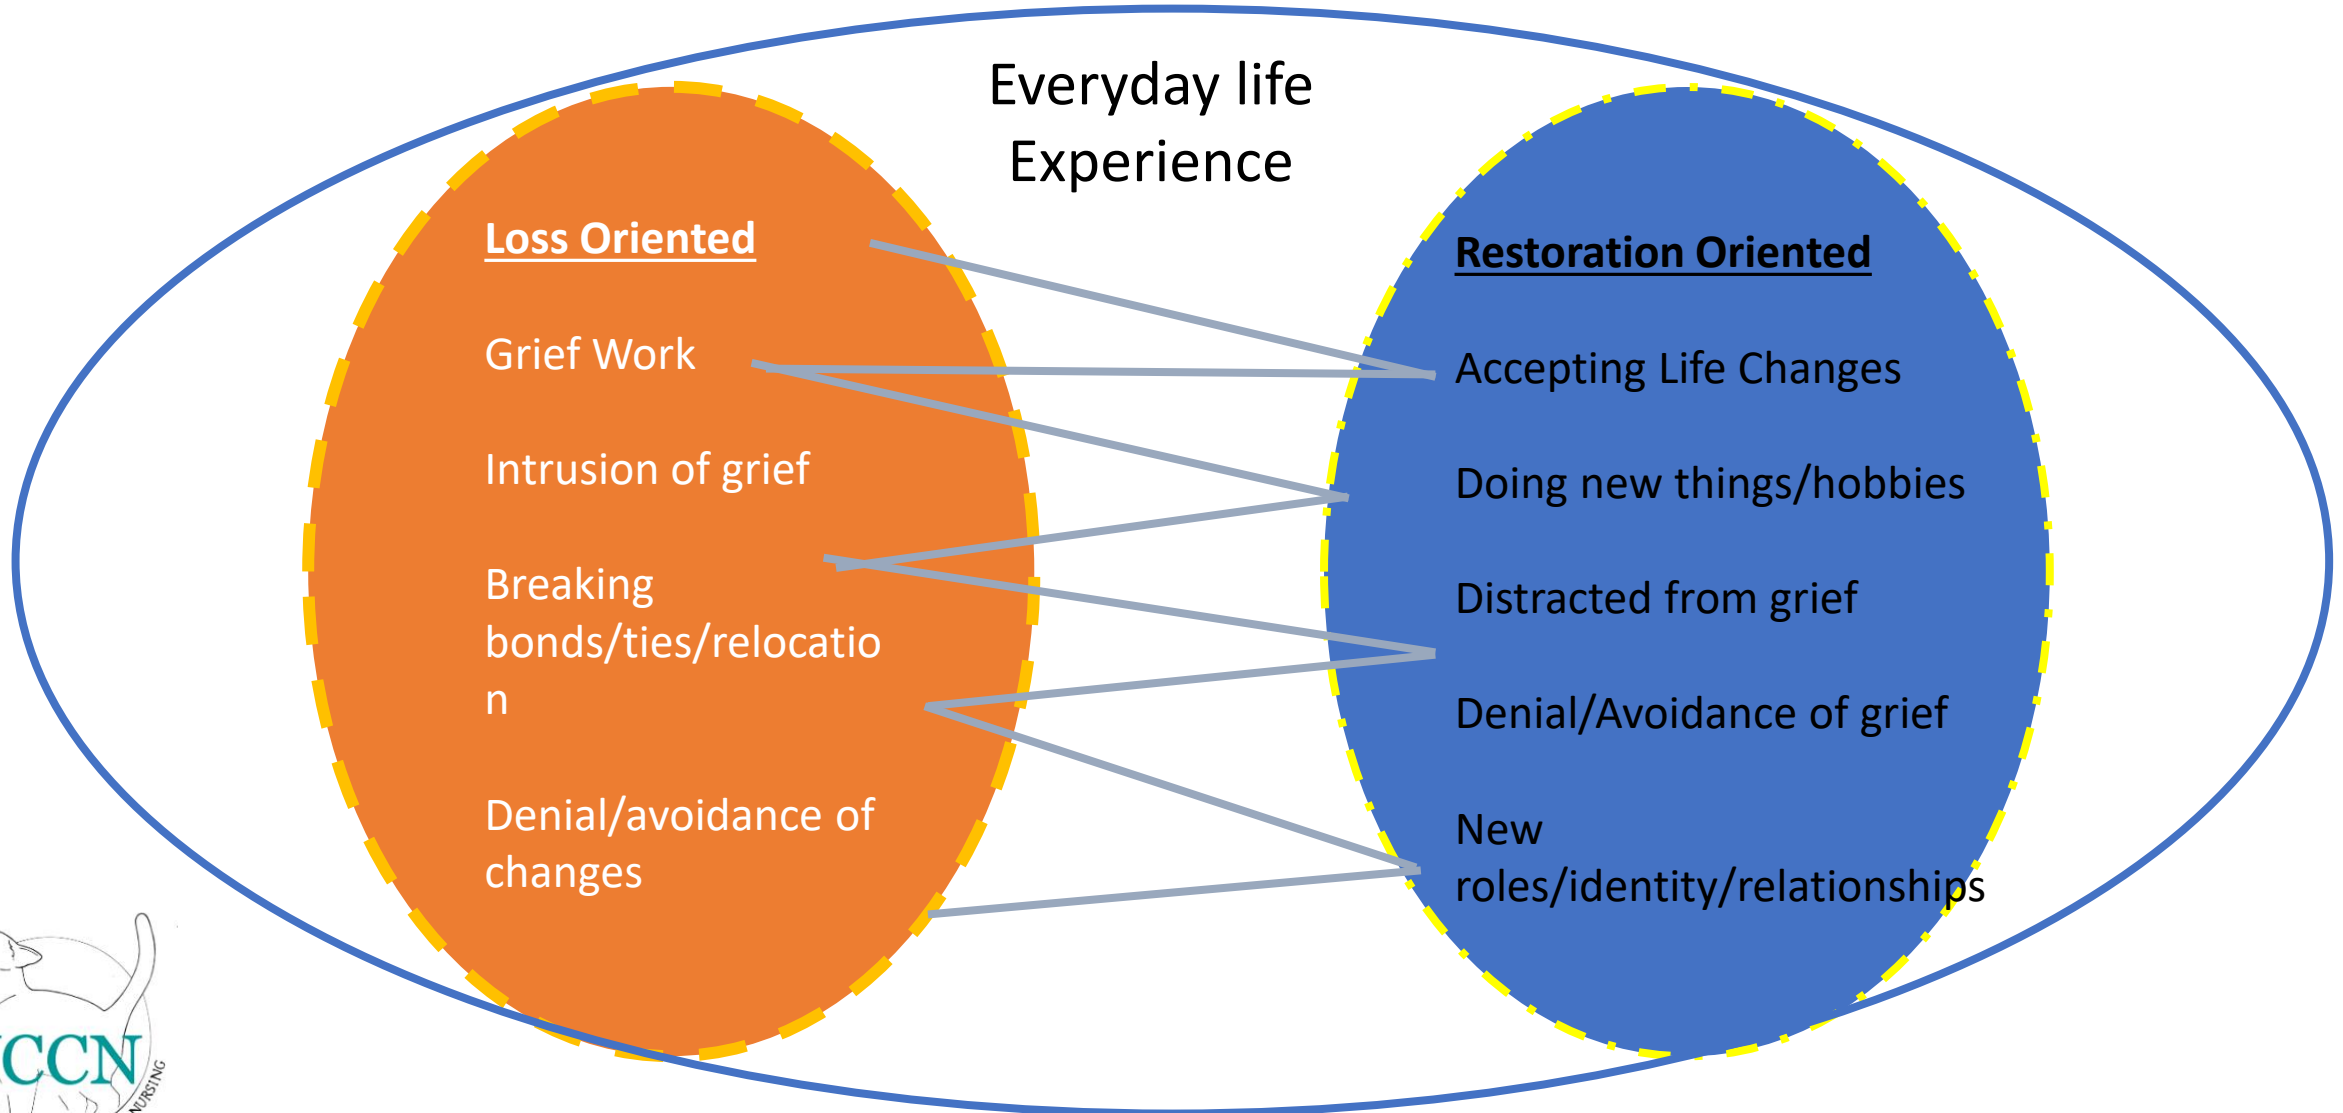 Everyday life
Experience
Loss Oriented
Grief Work
Intrusion of grief
Breaking
bonds/ties/relocatio
n
Denial/avoidance of
changes
Restoration Oriented
Accepting Life Changes
Doing new things/hobbies
Distracted from grief
Denial/Avoidance of grief
New
roles/identity/relationships
CCN
NURSING